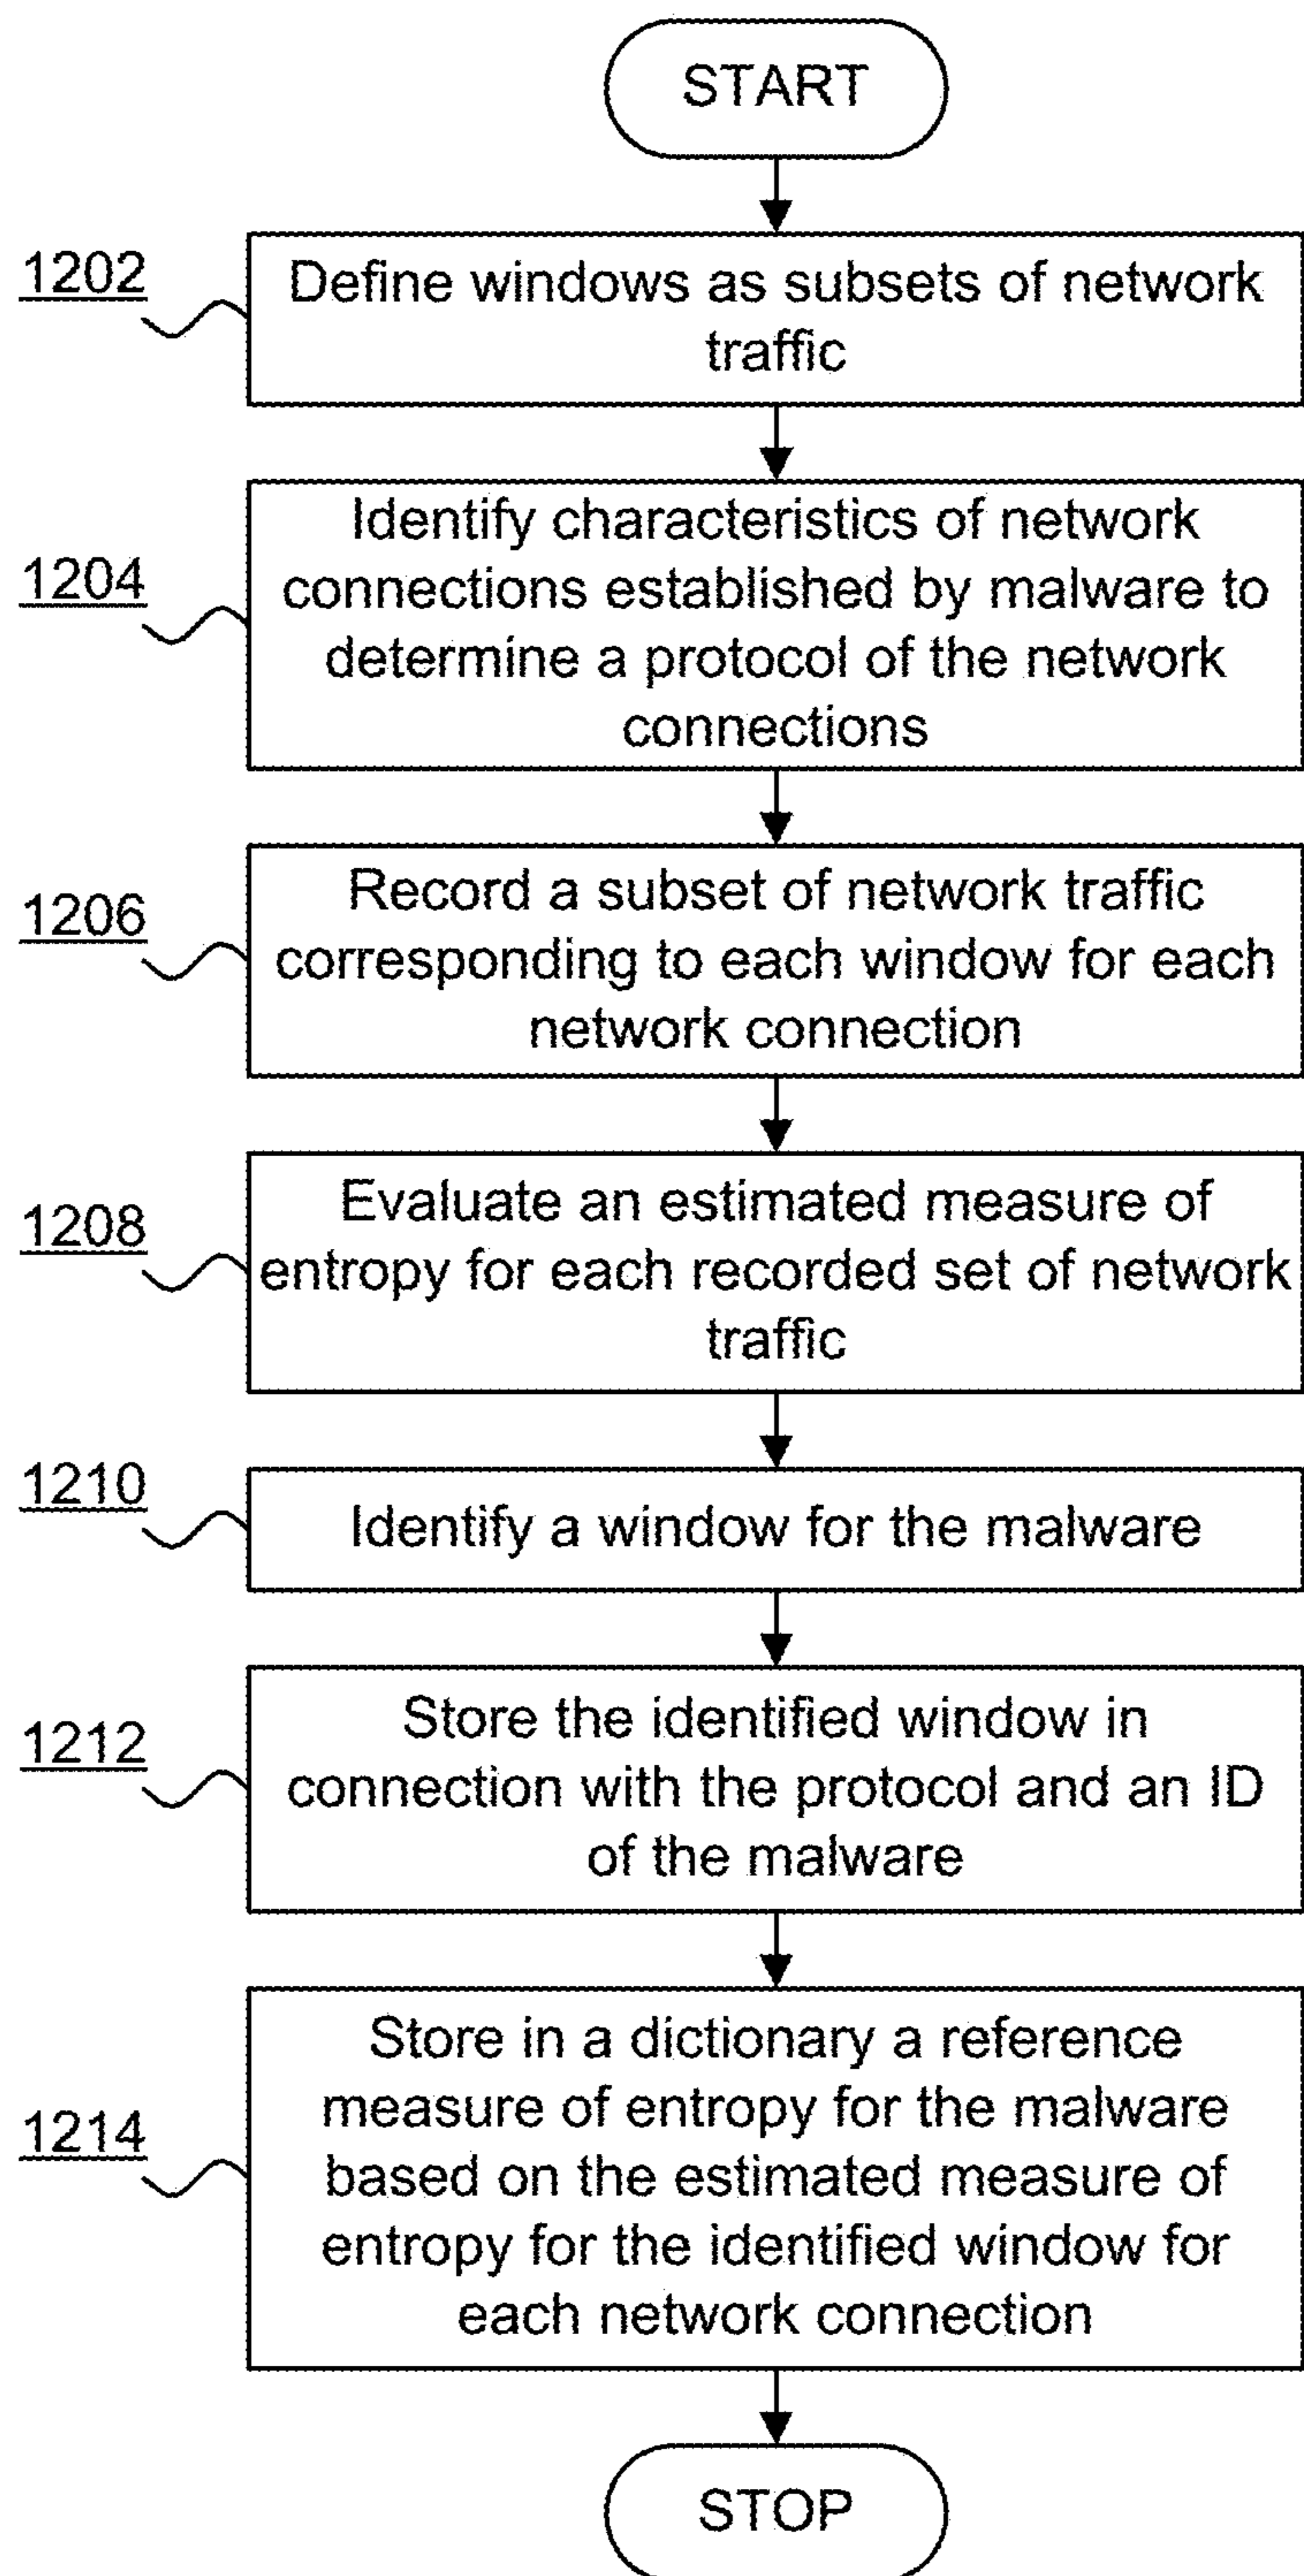 START
1202
Define windows as subsets of network
traffic
1204
Identify characteristics of network
connections established by malware to
determine a protocol of the network
connections
1206
Record a subset of network traffic
corresponding to each window for each
network connection
1208
Evaluate an estimated measure of
entropy for each recorded set of network
traffic
1210
Identify a window for the malware
1212
Store the identified window in
connection with the protocol and an ID
of the malware
1214
Store in a dictionary a reference
measure of entropy for the malware
based on the estimated measure of
entropy for the identified window for
each network connection
STOP